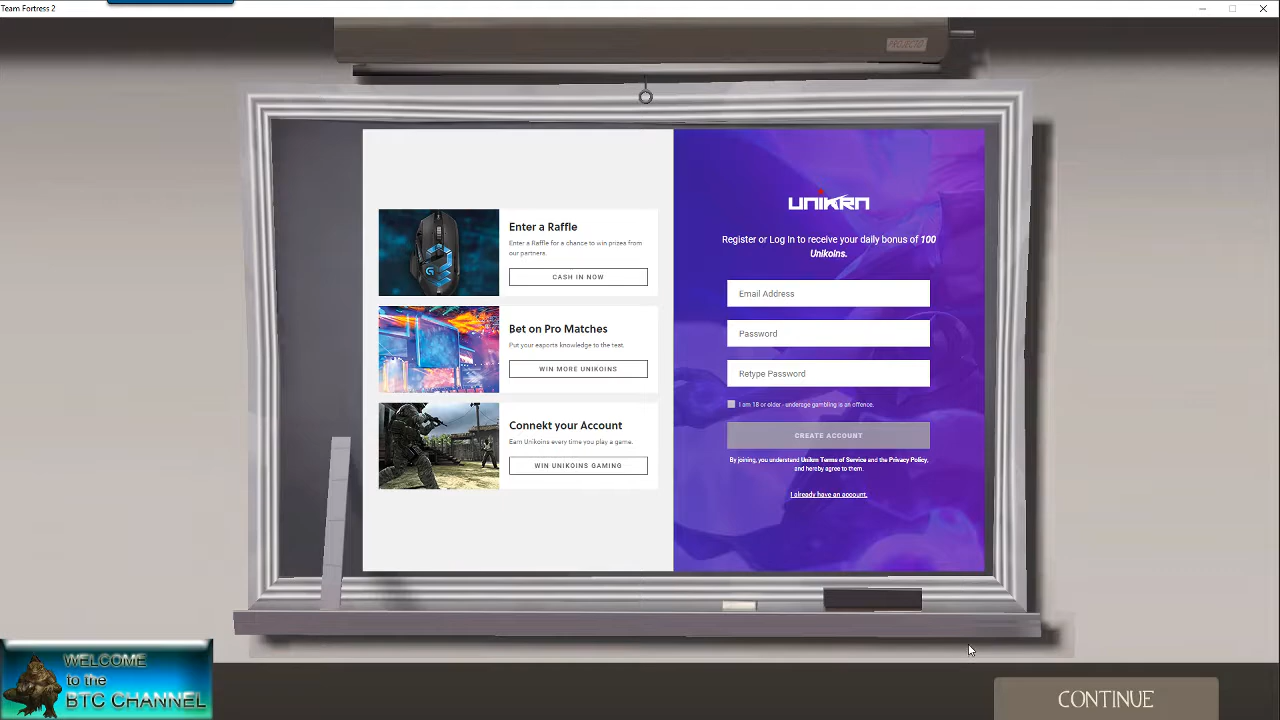 Team Fortress 2
PROJECTO
UNIKRN
Enter a Raffle
Enter a Raffle for a chance to win prizes from
our partners.
CASH IN NOW
Bet on Pro Matches
Put your esports knowledge to the test.
WIN MORE UNIKOINS
Connekt your Account
Earn Unikoins every time you play a game.
WIN UNIKOINS GAMING
Register or Log In to receive your daily bonus of 100
Unikoins.
Email Address
Password
Retype Password
I am 18 or older - underage gambling is an offence.
CREATE ACCOUNT
By joining, you understand Unikrn Terms of Service and the Privacy Policy,
and hereby agree to them.
I already have an account.
WELCOME
to the
BTC CHANNEL
CONTINUE